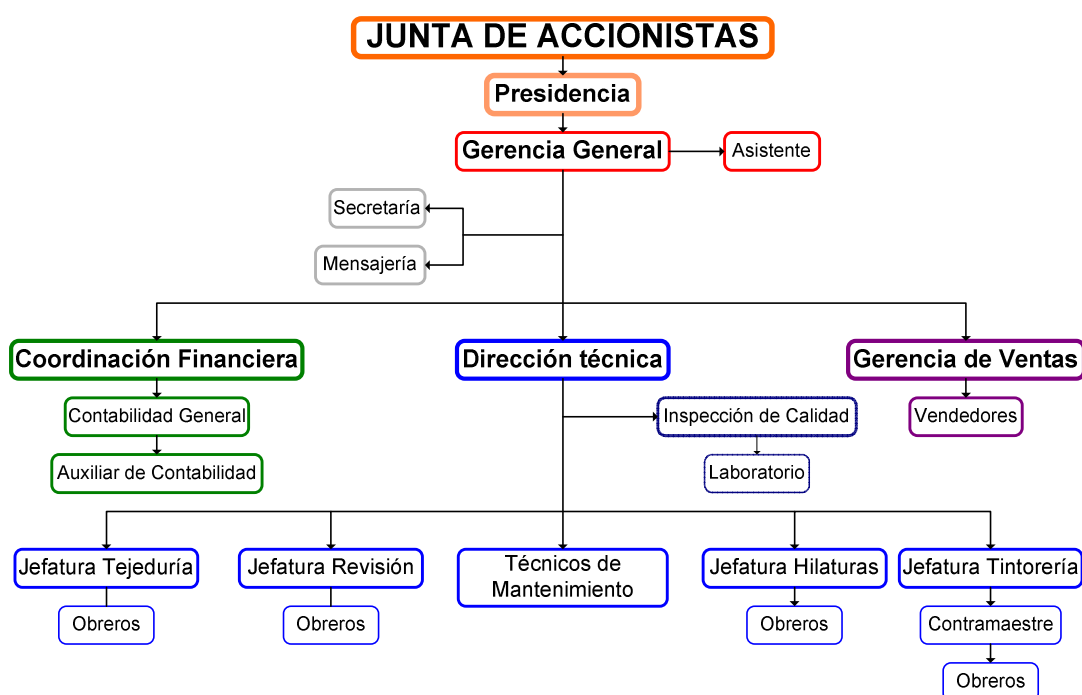 JUNTA DE ACCIONISTAS
Presidencia
Gerencia General
Asistente
Secretaría
Mensajería
Coordinación Financiera
Dirección técnica
Gerencia de Ventas
Contabilidad General
Inspección de Calidad
Vendedores
Auxiliar de Contabilidad
Laboratorio
Jefatura Tejeduría
Jefatura Revisión
Técnicos de
Mantenimiento
Jefatura Hilaturas
Jefatura Tintorería
Obreros
Obreros
Obreros
Contramaestre
Obreros